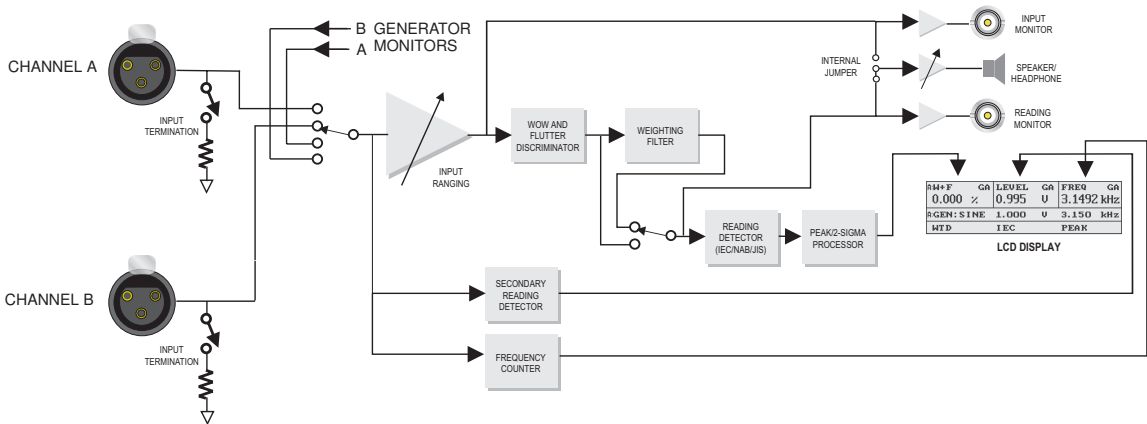 CHANNEL A
INPUT
TERMINATION
B GENERATOR
A MONITORS
INPUT
RANGING
WOW AND
FLUTTER
DISCRIMINATOR
WEIGHTING
FILTER
INTERNAL
JUMPER
INPUT
MONITOR
SPEAKER/
HEADPHONE
READING
MONITOR
A:W+F GA LEVEL GA FREQ GA
0.000 % 0.995 V 3.1492 kHz
A:GEN:SINE 1.000 V 3.150 kHz
WTD IEC PEAK
LCD DISPLAY
READING
DETECTOR
(IEC/NAB/JIS)
PEAK/2-SIGMA
PROCESSOR
CHANNEL B
INPUT
TERMINATION
SECONDARY
READING
DETECTOR
FREQUENCY
COUNTER